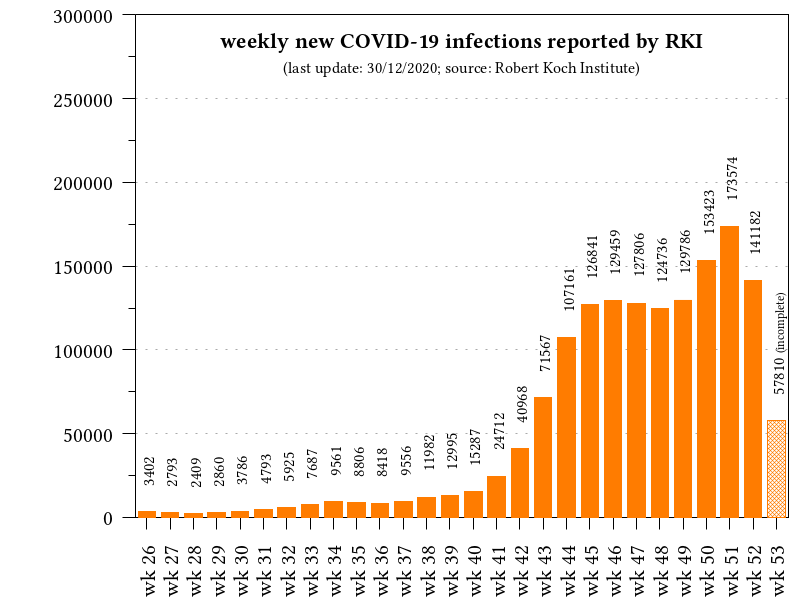 weekly new COVID-19 infections reported by RKI
(last update: 30/12/2020; source: Robert Koch Institute)
300000
250000
200000
150000
100000
50000
0
3402
2793
2409
2860
3786
4793
5925
7687
9561
8806
8418
9556
11982
12995
15287
24712
40968
71567
107161
126841
129459
127806
124736
129786
153423
173574
141182
57810 (incomplete)
wk 26
wk 27
wk 28
wk 29
wk 30
wk 31
wk 32
wk 33
wk 34
wk 35
wk 36
wk 37
wk 38
wk 39
wk 40
wk 41
wk 42
wk 43
wk 44
wk 45
wk 46
wk 47
wk 48
wk 49
wk 50
wk 51
wk 52
wk 53